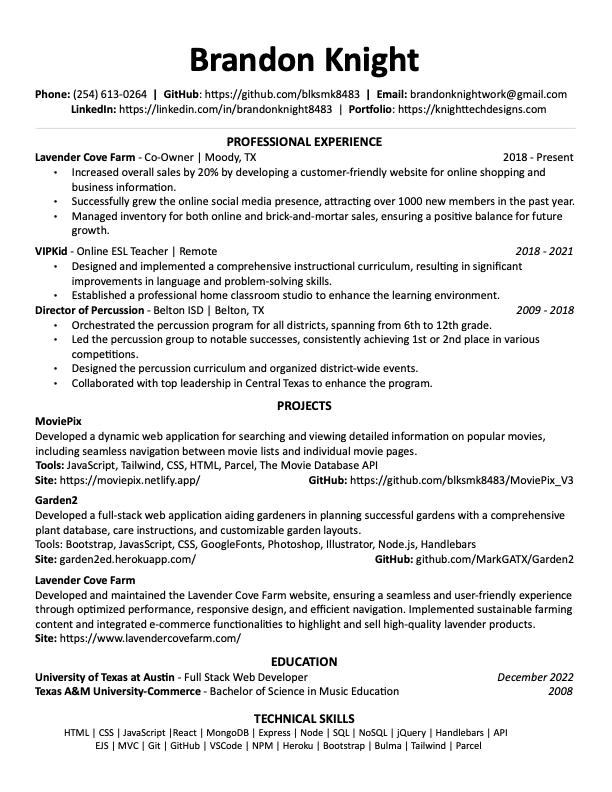 Brandon Knight
Phone: (254) 613-0264 | GitHub: https://github.com/blksmk8483 | Email: brandonknightwork@gmail.com
LinkedIn: https://linkedin.com/in/brandonknight8483 | Portfolio: https://knighttechdesigns.com
PROFESSIONAL EXPERIENCE
Lavender Cove Farm - Co-Owner | Moody, TX 2018 - Present
• Increased overall sales by 20% by developing a customer-friendly website for online shopping and
business information.
• Successfully grew the online social media presence, attracting over 1000 new members in the past year.
• Managed inventory for both online and brick-and-mortar sales, ensuring a positive balance for future
growth.
VIPKid - Online ESL Teacher | Remote 2018 - 2021
• Designed and implemented a comprehensive instructional curriculum, resulting in significant
improvements in language and problem-solving skills.
• Established a professional home classroom studio to enhance the learning environment.
Director of Percussion - Belton ISD | Belton, TX 2009 - 2018
• Orchestrated the percussion program for all districts, spanning from 6th to 12th grade.
• Led the percussion group to notable successes, consistently achieving 1st or 2nd place in various
competitions.
• Designed the percussion curriculum and organized district-wide events.
• Collaborated with top leadership in Central Texas to enhance the program.
PROJECTS
MoviePix
Developed a dynamic web application for searching and viewing detailed information on popular movies,
including seamless navigation between movie lists and individual movie pages.
Tools: JavaScript, Tailwind, CSS, HTML, Parcel, The Movie Database API
Site: https://moviepix.netlify.app/ GitHub: https://github.com/blksmk8483/MoviePix_V3
Garden2
Developed a full-stack web application aiding gardeners in planning successful gardens with a comprehensive
plant database, care instructions, and customizable garden layouts.
Tools: Bootstrap, JavasScript, CSS, GoogleFonts, Photoshop, Illustrator, Node.js, Handlebars
Site: garden2ed.herokuapp.com/ GitHub: github.com/MarkGATX/Garden2
Lavender Cove Farm
Developed and maintained the Lavender Cove Farm website, ensuring a seamless and user-friendly experience
through optimized performance, responsive design, and efficient navigation. Implemented sustainable farming
content and integrated e-commerce functionalities to highlight and sell high-quality lavender products.
Site: https://www.lavendercovefarm.com/
EDUCATION
University of Texas at Austin - Full Stack Web Developer December 2022
Texas A&M University-Commerce - Bachelor of Science in Music Education 2008
TECHNICAL SKILLS
HTML | CSS | JavaScript |React | MongoDB | Express | Node | SQL | NoSQL | jQuery | Handlebars | API
EJS | MVC | Git | GitHub | VSCode | NPM | Heroku | Bootstrap | Bulma | Tailwind | Parcel